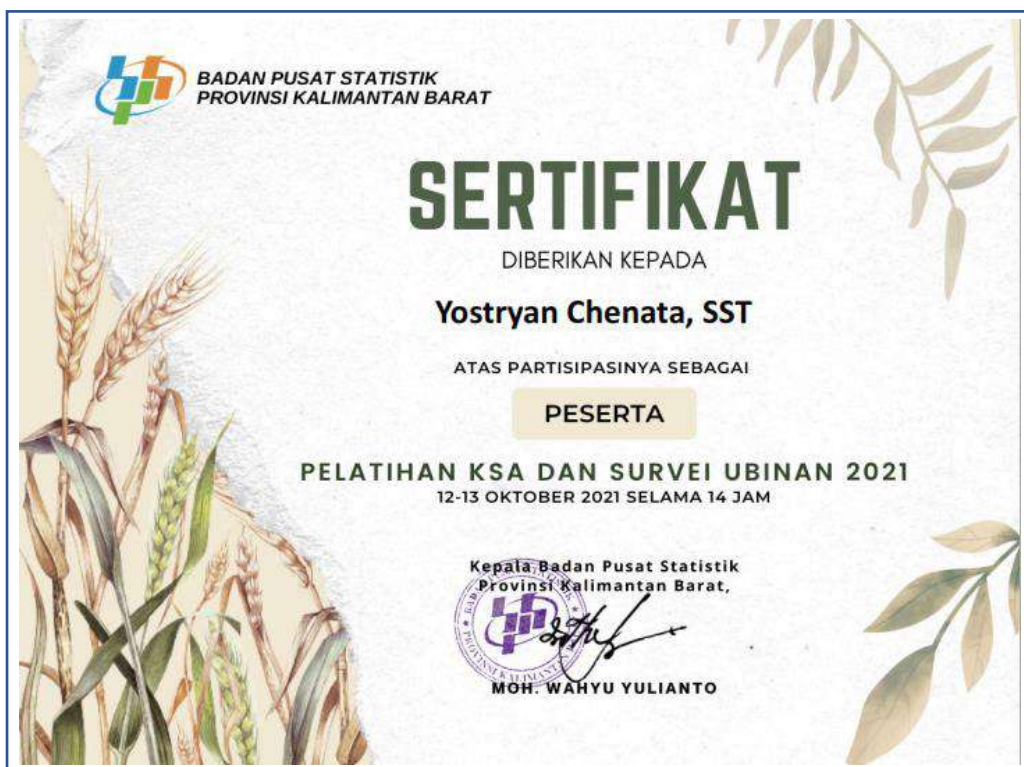 BADAN PUSAT STATISTIK
PROVINSI KALIMANTAN BARAT
SERTIFIKAT
DIBERIKAN KEPADA
Yostryan Chenata, SST
ATAS PARTISIPASINYA SEBAGAI
PESERTA
PELATIHAN KSA DAN SURVEI UBINAN 2021
12-13 OKTOBER 2021 SELAMA 14 JAM
Kepala Badan Pusat Statistik
Provinsi Kalimantan Barat,
MOH. WAHYU YULIANTO